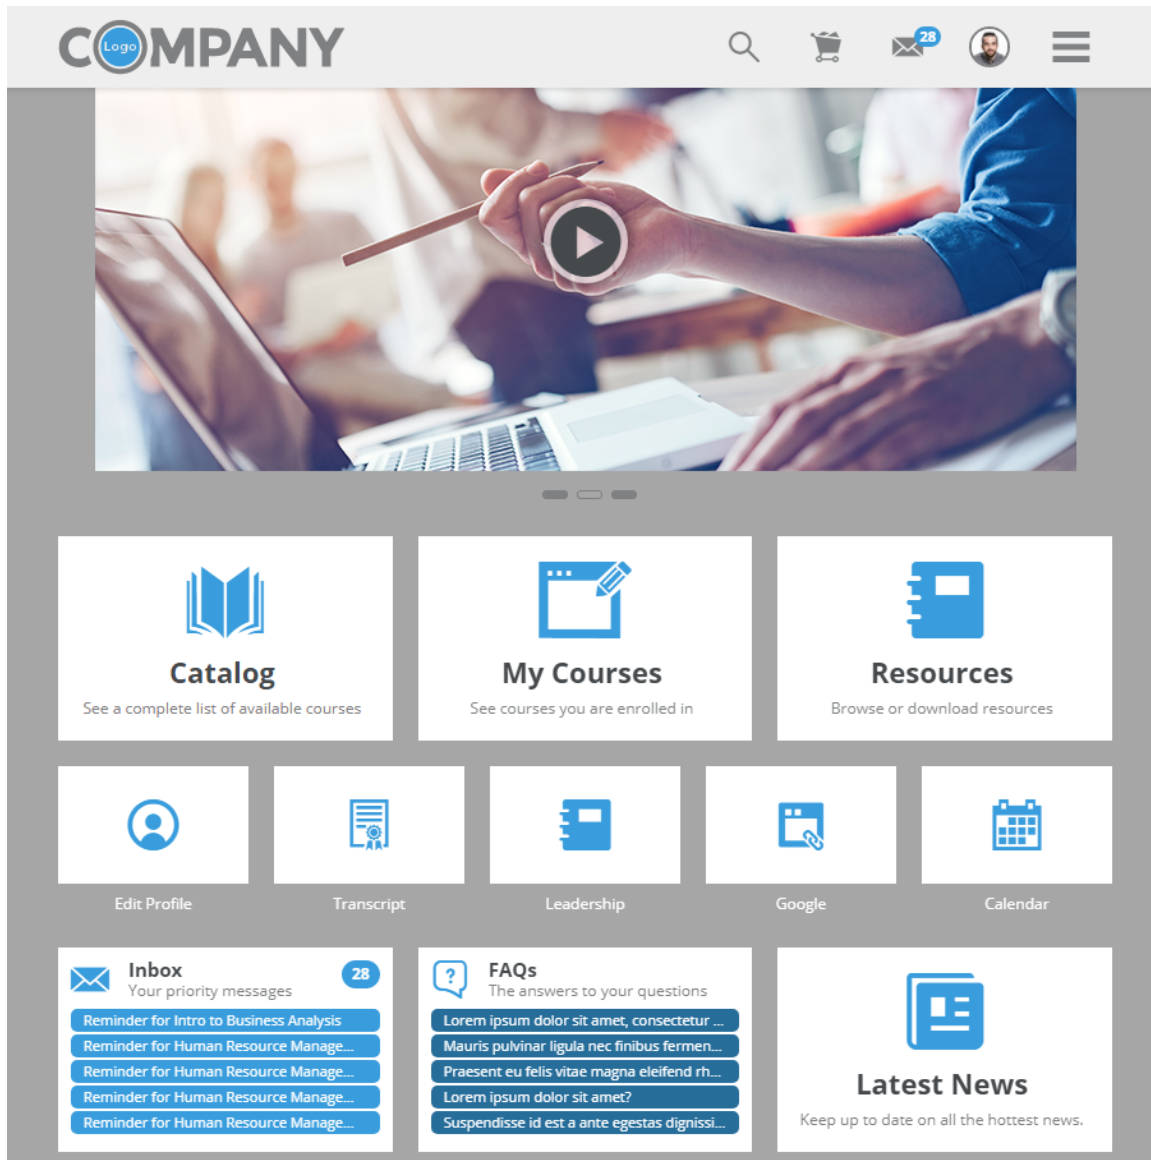 COMPANY
Logo
28
Catalog
See a complete list of available courses
My Courses
See courses you are enrolled in
Resources
Browse or download resources
Edit Profile
Transcript
Leadership
Google
Calendar
Inbox
28
Your priority messages
Reminder for Intro to Business Analysis
Reminder for Human Resource Manage...
Reminder for Human Resource Manage...
Reminder for Human Resource Manage...
Reminder for Human Resource Manage...
FAQs
The answers to your questions
Lorem ipsum dolor sit amet, consectetur ...
Mauris pulvinar ligula nec finibus fermen...
Praesent eu felis vitae magna eleifend rh...
Lorem ipsum dolor sit amet?
Suspendisse id est a ante egestas dignissi...
Latest News
Keep up to date on all the hottest news.